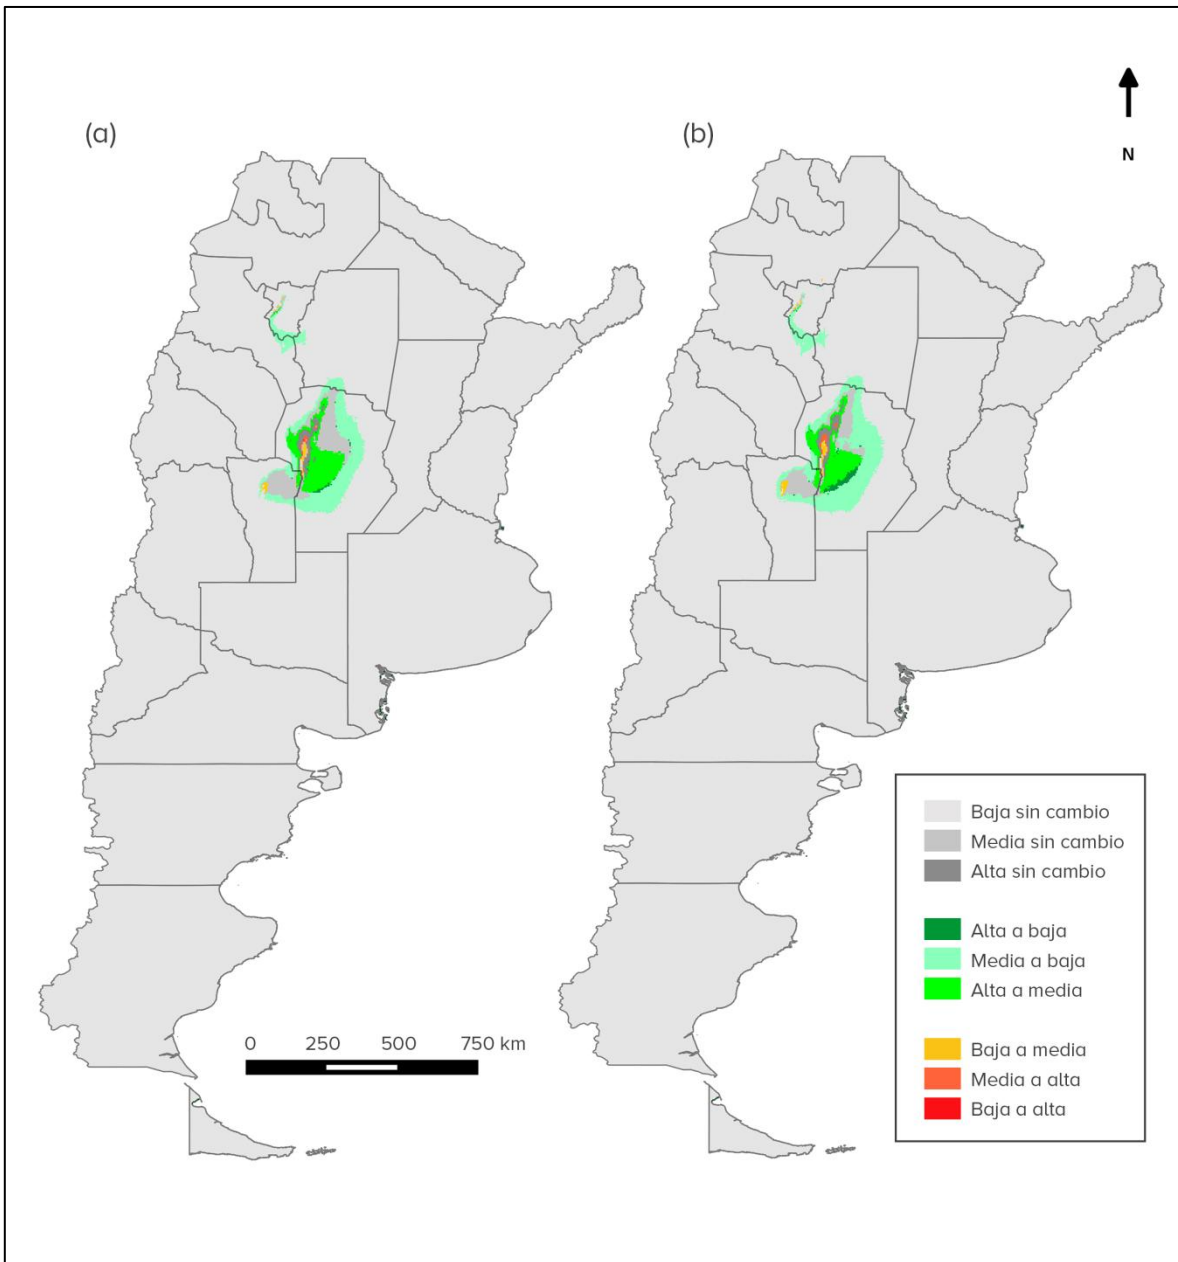 (a)
(b)
N
Baja sin cambio
Media sin cambio
Alta sin cambio
Alta a baja
Media a baja
Alta a media
Baja a media
Media a alta
Baja a alta
0 250 500 750 km